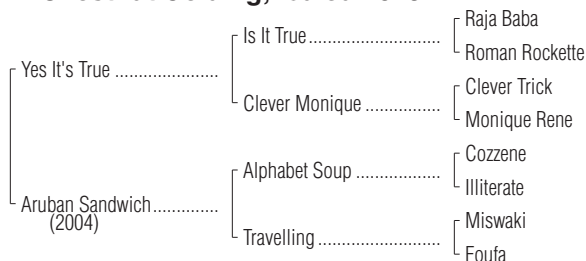 Raja Baba
Is It True
Roman Rockette
Yes It's True
Clever Trick
Clever Monique
Monique Rene
Cozzene
Alphabet Soup
Illiterate
Aruban Sandwich
(2004)
Miswaki
Travelling
Foufa